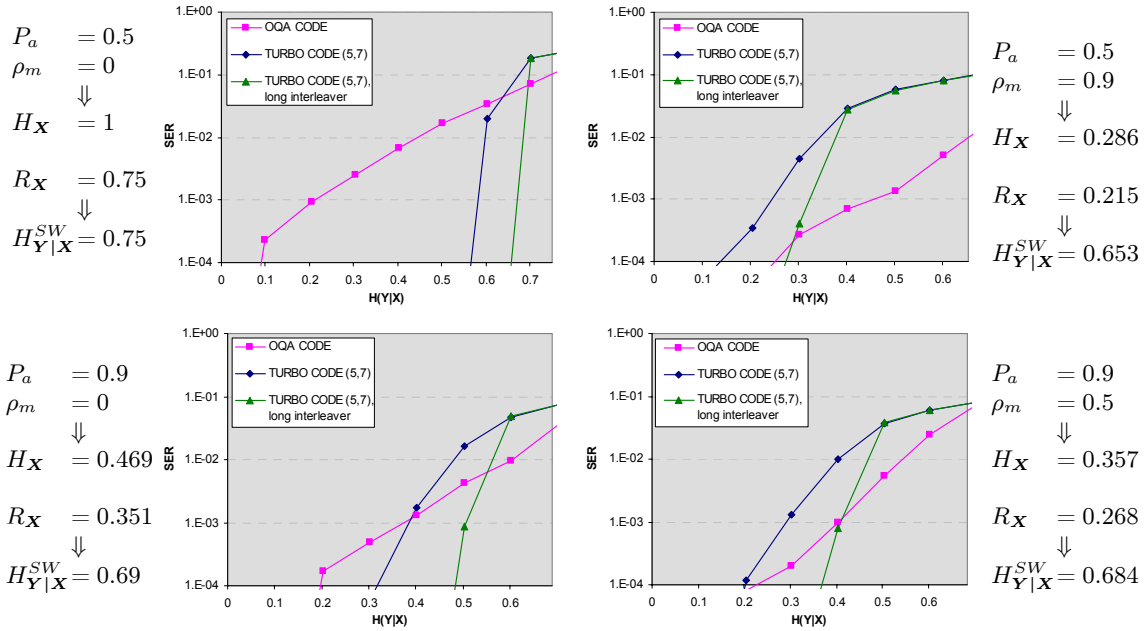 P_a = 0.5
ρ_m = 0
⇓
H_X = 1
R_X = 0.75
⇓
H^{SW}_{Y|X} = 0.75
SER
1.E+00
1.E-01
1.E-02
1.E-03
1.E-04
OQA CODE
TURBO CODE (5,7)
TURBO CODE (5,7),
long interleaver
0 0.1 0.2 0.3 0.4 0.5 0.6 0.7
H(Y|X)
SER
1.E+00
1.E-01
1.E-02
1.E-03
1.E-04
OQA CODE
TURBO CODE (5,7)
TURBO CODE (5,7),
long interleaver
0 0.1 0.2 0.3 0.4 0.5 0.6
H(Y|X)
P_a = 0.5
ρ_m = 0.9
⇓
H_X = 0.286
R_X = 0.215
⇓
H^{SW}_{Y|X} = 0.653
P_a = 0.9
ρ_m = 0
⇓
H_X = 0.469
R_X = 0.351
⇓
H^{SW}_{Y|X} = 0.69
SER
1.E+00
1.E-01
1.E-02
1.E-03
1.E-04
OQA CODE
TURBO CODE (5,7)
TURBO CODE (5,7),
long interleaver
0 0.1 0.2 0.3 0.4 0.5 0.6
H(Y|X)
SER
1.E+00
1.E-01
1.E-02
1.E-03
1.E-04
OQA CODE
TURBO CODE (5,7)
TURBO CODE (5,7),
long interleaver
0 0.1 0.2 0.3 0.4 0.5 0.6
H(Y|X)
P_a = 0.9
ρ_m = 0.5
⇓
H_X = 0.357
R_X = 0.268
⇓
H^{SW}_{Y|X} = 0.684